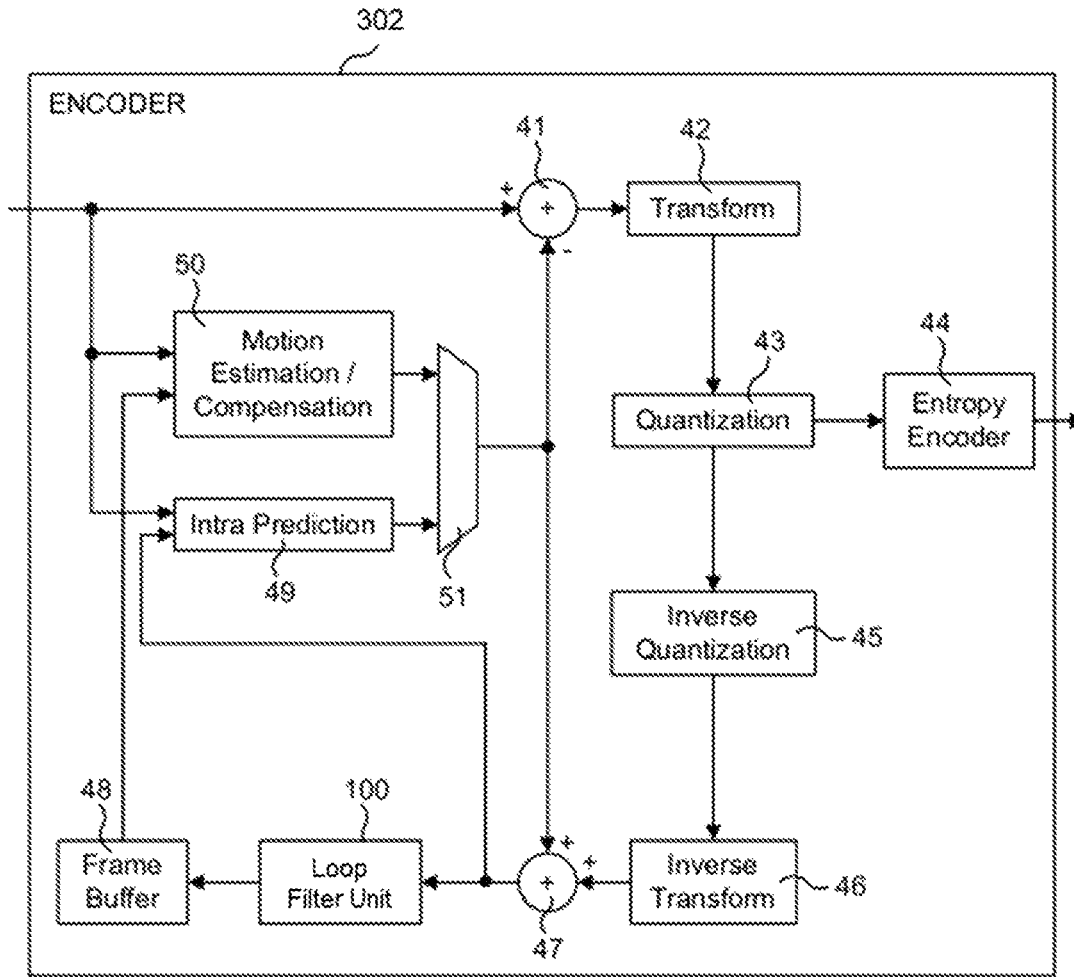 302
ENCODER
41
42
+
+
-
Transform
50
Motion
Estimation /
Compensation
43
44
Quantization
Entropy
Encoder
Intra Prediction
49
51
Inverse
Quantization
45
48
100
Frame
Buffer
Loop
Filter Unit
+
+
+
47
Inverse
Transform
46